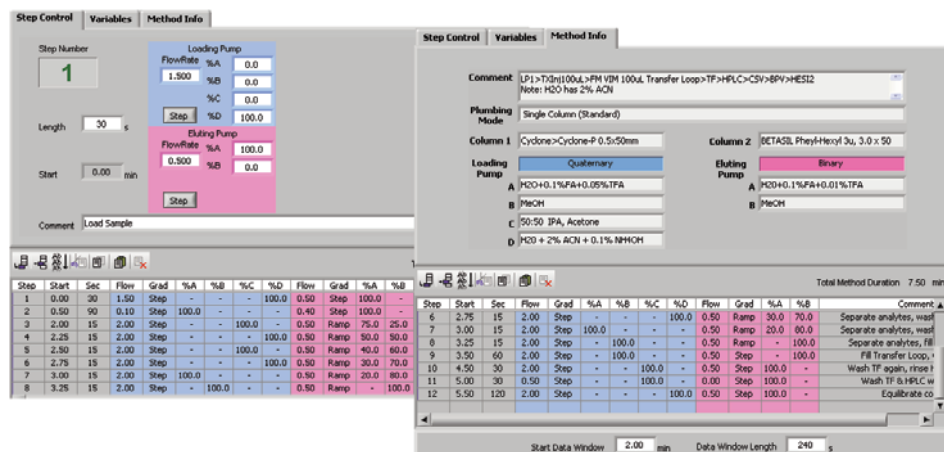 Step Control Variables Method Info
Step Number
1
Length 30 s
Start 0.00 min
Loading Pump
FlowRate %A 0.0
1.500 %B 0.0
%C 0.0
Step %D 100.0
Eluting Pump
FlowRate %A 100.0
0.500 %B 0.0
Step
Comment Load Sample
Step Start Sec Flow Grad %A %B %C %D Flow Grad %A %B
1 0.00 30 1.50 Step - - - 100.0 0.50 Step 100.0 -
2 0.50 90 0.10 Step 100.0 - - - 0.40 Step 100.0 -
3 2.00 15 2.00 Step - - 100.0 - 0.50 Ramp 75.0 25.0
4 2.25 15 2.00 Step - - - 100.0 0.50 Ramp 50.0 50.0
5 2.50 15 2.00 Step - - 100.0 - 0.50 Ramp 40.0 60.0
6 2.75 15 2.00 Step - - - 100.0 0.50 Ramp 30.0 70.0
7 3.00 15 2.00 Step 100.0 - - - 0.50 Ramp 20.0 80.0
8 3.25 15 2.00 Step - 100.0 - - 0.50 Ramp - 100.0
Step Control Variables Method Info
Comment LP1>TXIn(100uL>FM VIM 100uL Transfer Loop>TF>HPLC>CSV>BPV>HESI2
Note: H2O has 2% ACN
Plumbing Mode Single Column (Standard)
Column 1 Cyclone>Cyclone-P 0.5x50mm Column 2 BETASIL Pheyl-Hexyl 3u, 3.0 x 50
Loading Pump Quaternary Eluting Pump Binary
A H2O+0.1%FA+0.05%TFA A H20+0.1%FA+0.01%TFA
B MeOH B MeOH
C 50:50 IPA, Acetone
D H20 + 2% ACN + 0.1% NH4OH
Total Method Duration 7.50 min
Step Start Sec Flow Grad %A %B %C %D Flow Grad %A %B Comment
6 2.75 15 2.00 Step - - - 100.0 0.50 Ramp 30.0 70.0 Separate analytes, wash
7 3.00 15 2.00 Step 100.0 - - - 0.50 Ramp 20.0 80.0 Separate analytes, wash
8 3.25 15 2.00 Step - 100.0 - - 0.50 Ramp - 100.0 Separate analytes, fill
9 3.50 60 2.00 Step - 100.0 - - 0.50 Step - 100.0 Fill Transfer Loop,
10 4.50 30 2.00 Step - - 100.0 - 0.50 Step 100.0 - Wash TF again, rinse
11 5.00 30 0.50 Step - - 100.0 - 0.00 Step 100.0 - Wash TF & HPLC w
12 5.50 120 2.00 Step - - - 100.0 0.50 Step 100.0 - Equilibrate co
Start Data Window 2.00 min Data Window Length 240 s